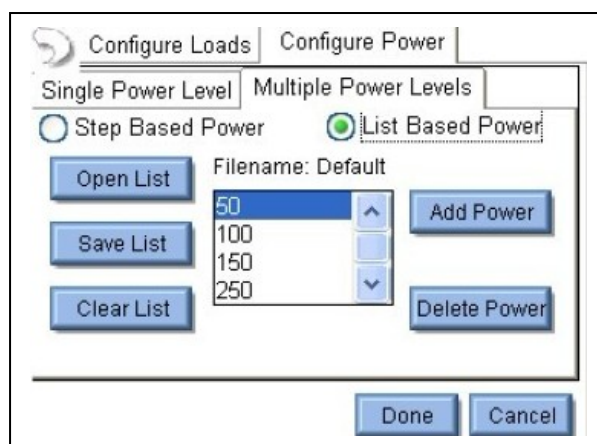 Configure Loads Configure Power
Single Power Level Multiple Power Levels
Step Based Power List Based Power
Open List
Filename: Default
50
100
150
250
Add Power
Save List
Clear List
Delete Power
Done Cancel